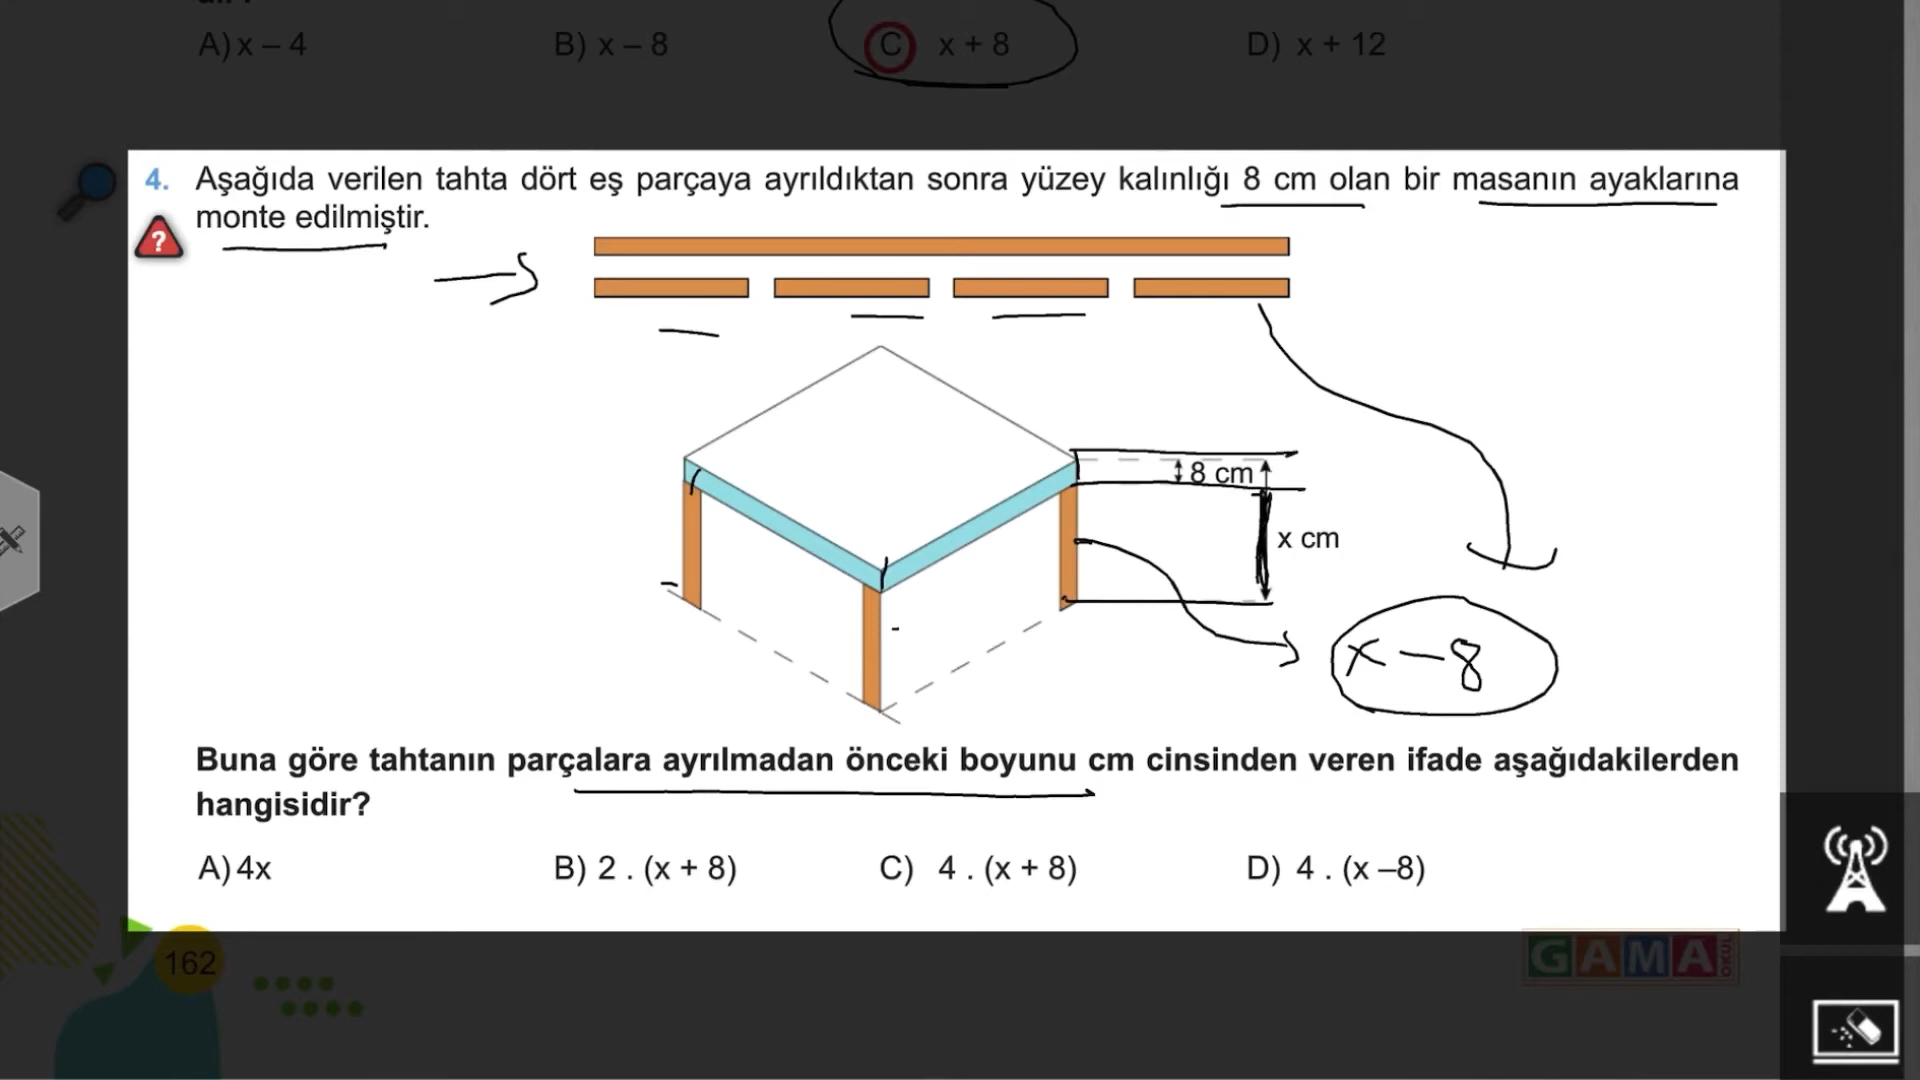 A) x – 4 B) x – 8 C x + 8 D) x + 12
4. Aşağıda verilen tahta dört eş parçaya ayrıldıktan sonra yüzey kalınlığı 8 cm olan bir masanın ayaklarına
monte edilmiştir.
?
8 cm
x cm
x – 8
Buna göre tahtanın parçalara ayrılmadan önceki boyunu cm cinsinden veren ifade aşağıdakilerden
hangisidir?
A) 4x B) 2 . (x + 8) C) 4 . (x + 8) D) 4 . (x –8)
162
GAMA OKUL